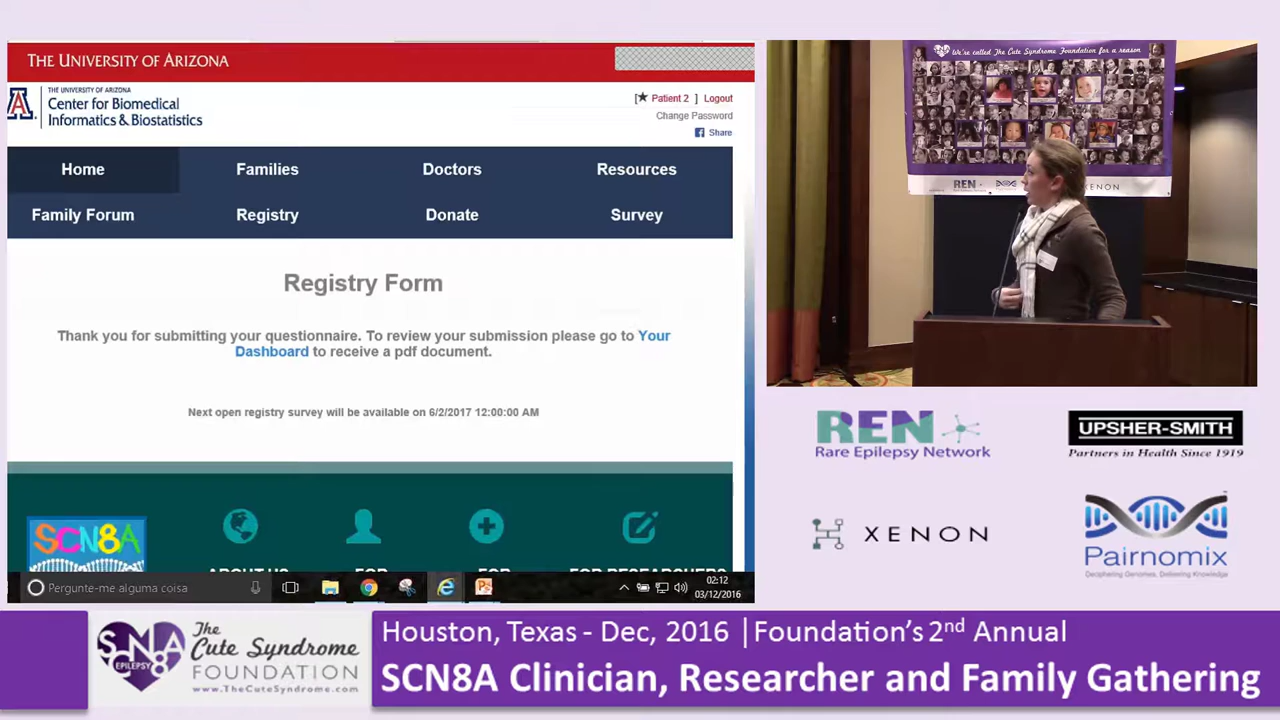 THE UNIVERSITY OF ARIZONA
THE UNIVERSITY OF ARIZONA
Center for Biomedical
Informatics & Biostatistics
[★ Patient 2 ] Logout
Change Password
Share
Home Families Doctors Resources
Family Forum Registry Donate Survey
Registry Form
Thank you for submitting your questionnaire. To review your submission please go to Your
Dashboard to receive a pdf document.
Next open registry survey will be available on 6/2/2017 12:00:00 AM
SCN8A
ABOUT US FOR FOR FOR RESEARCHERS
Pergunte-me alguma coisa
02:12
03/12/2016
We're called The Cute Syndrome Foundation for a reason
REN
XENON
REN
Rare Epilepsy Network
UPSHER-SMITH
Partners in Health Since 1919
XENON
Pairnomix
Deciphering Genomes, Delivering Knowledge
SCN8A
EPILEPSY
The
Cute Syndrome
FOUNDATION
www.TheCuteSyndrome.com
Houston, Texas - Dec, 2016 |Foundation's 2nd Annual
SCN8A Clinician, Researcher and Family Gathering